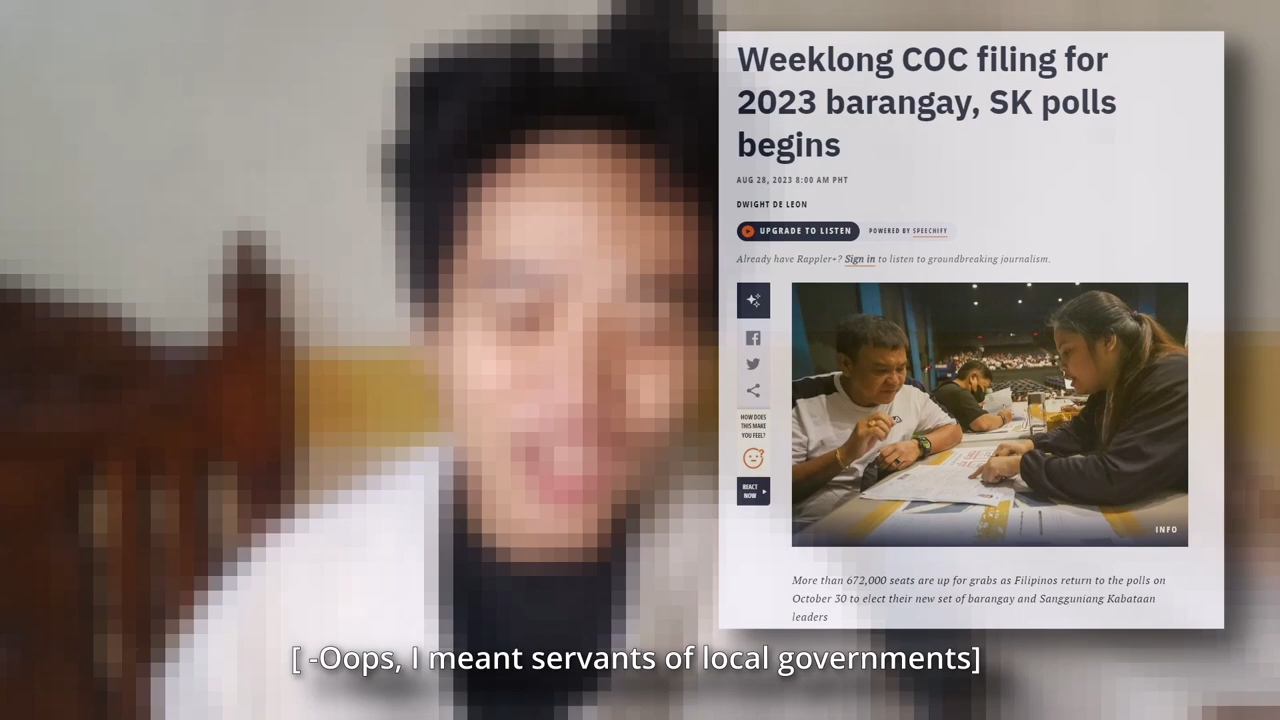 Weeklong COC filing for
2023 barangay, SK polls
begins
AUG 28, 2023 8:00 AM PHT
DWIGHT DE LEON
UPGRADE TO LISTEN
POWERED BY SPEECHIFY
Already have Rappler+? Sign in to listen to groundbreaking journalism.
HOW DOES
THIS MAKE
YOU FEEL?
REACT
NOW
INFO
More than 672,000 seats are up for grabs as Filipinos return to the polls on
October 30 to elect their new set of barangay and Sangguniang Kabataan
leaders
[ -Oops, I meant servants of local governments]